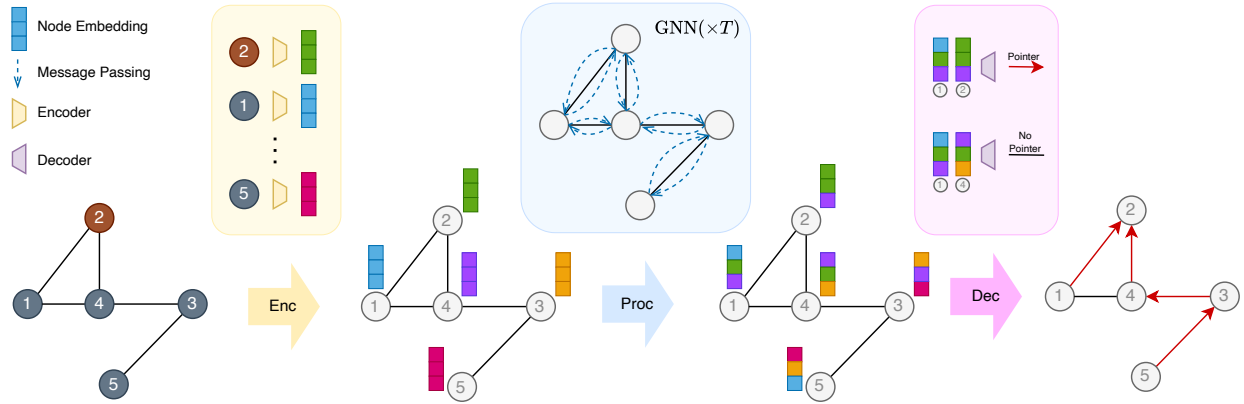 Node Embedding
Message Passing
Encoder
Decoder
2
1
5
GNN(×T)
Pointer
1 2
No
Pointer
1 4
2
1 4 3
5
Enc
2
1 4 3
5
Proc
2
1 4 3
5
Dec
2
1 4 3
5